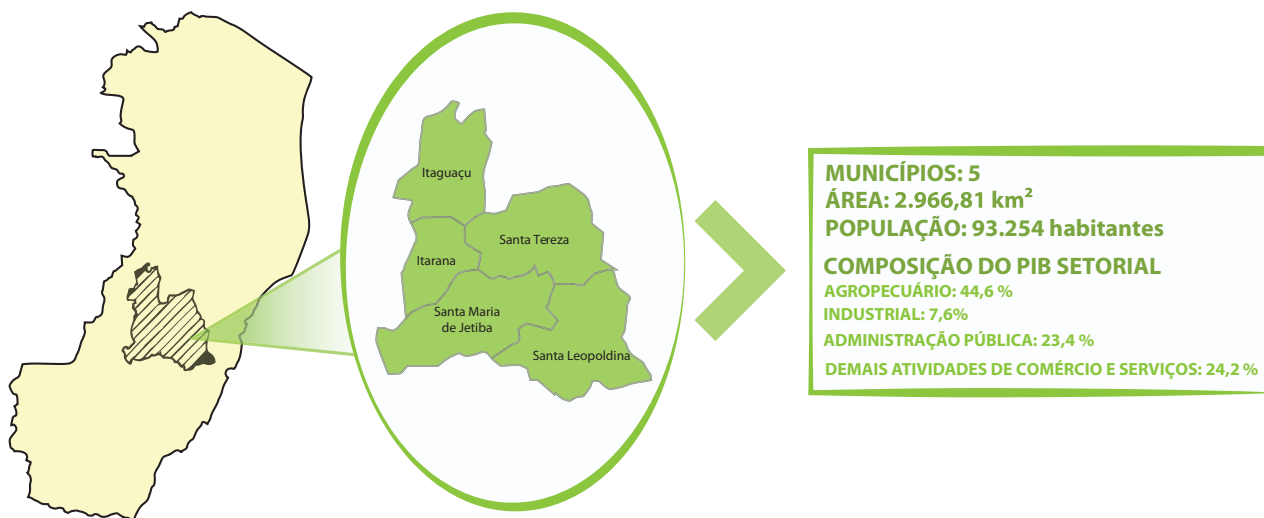 Itaguaçu
Santa Tereza
Itarana
Santa Maria
de Jetiba
Santa Leopoldina
MUNICÍPIOS: 5
ÁREA: 2.966,81 km²
POPULAÇÃO: 93.254 habitantes
COMPOSIÇÃO DO PIB SETORIAL
AGROPECUÁRIO: 44,6 %
INDUSTRIAL: 7,6%
ADMINISTRAÇÃO PÚBLICA: 23,4 %
DEMAIS ATIVIDADES DE COMÉRCIO E SERVIÇOS: 24,2 %